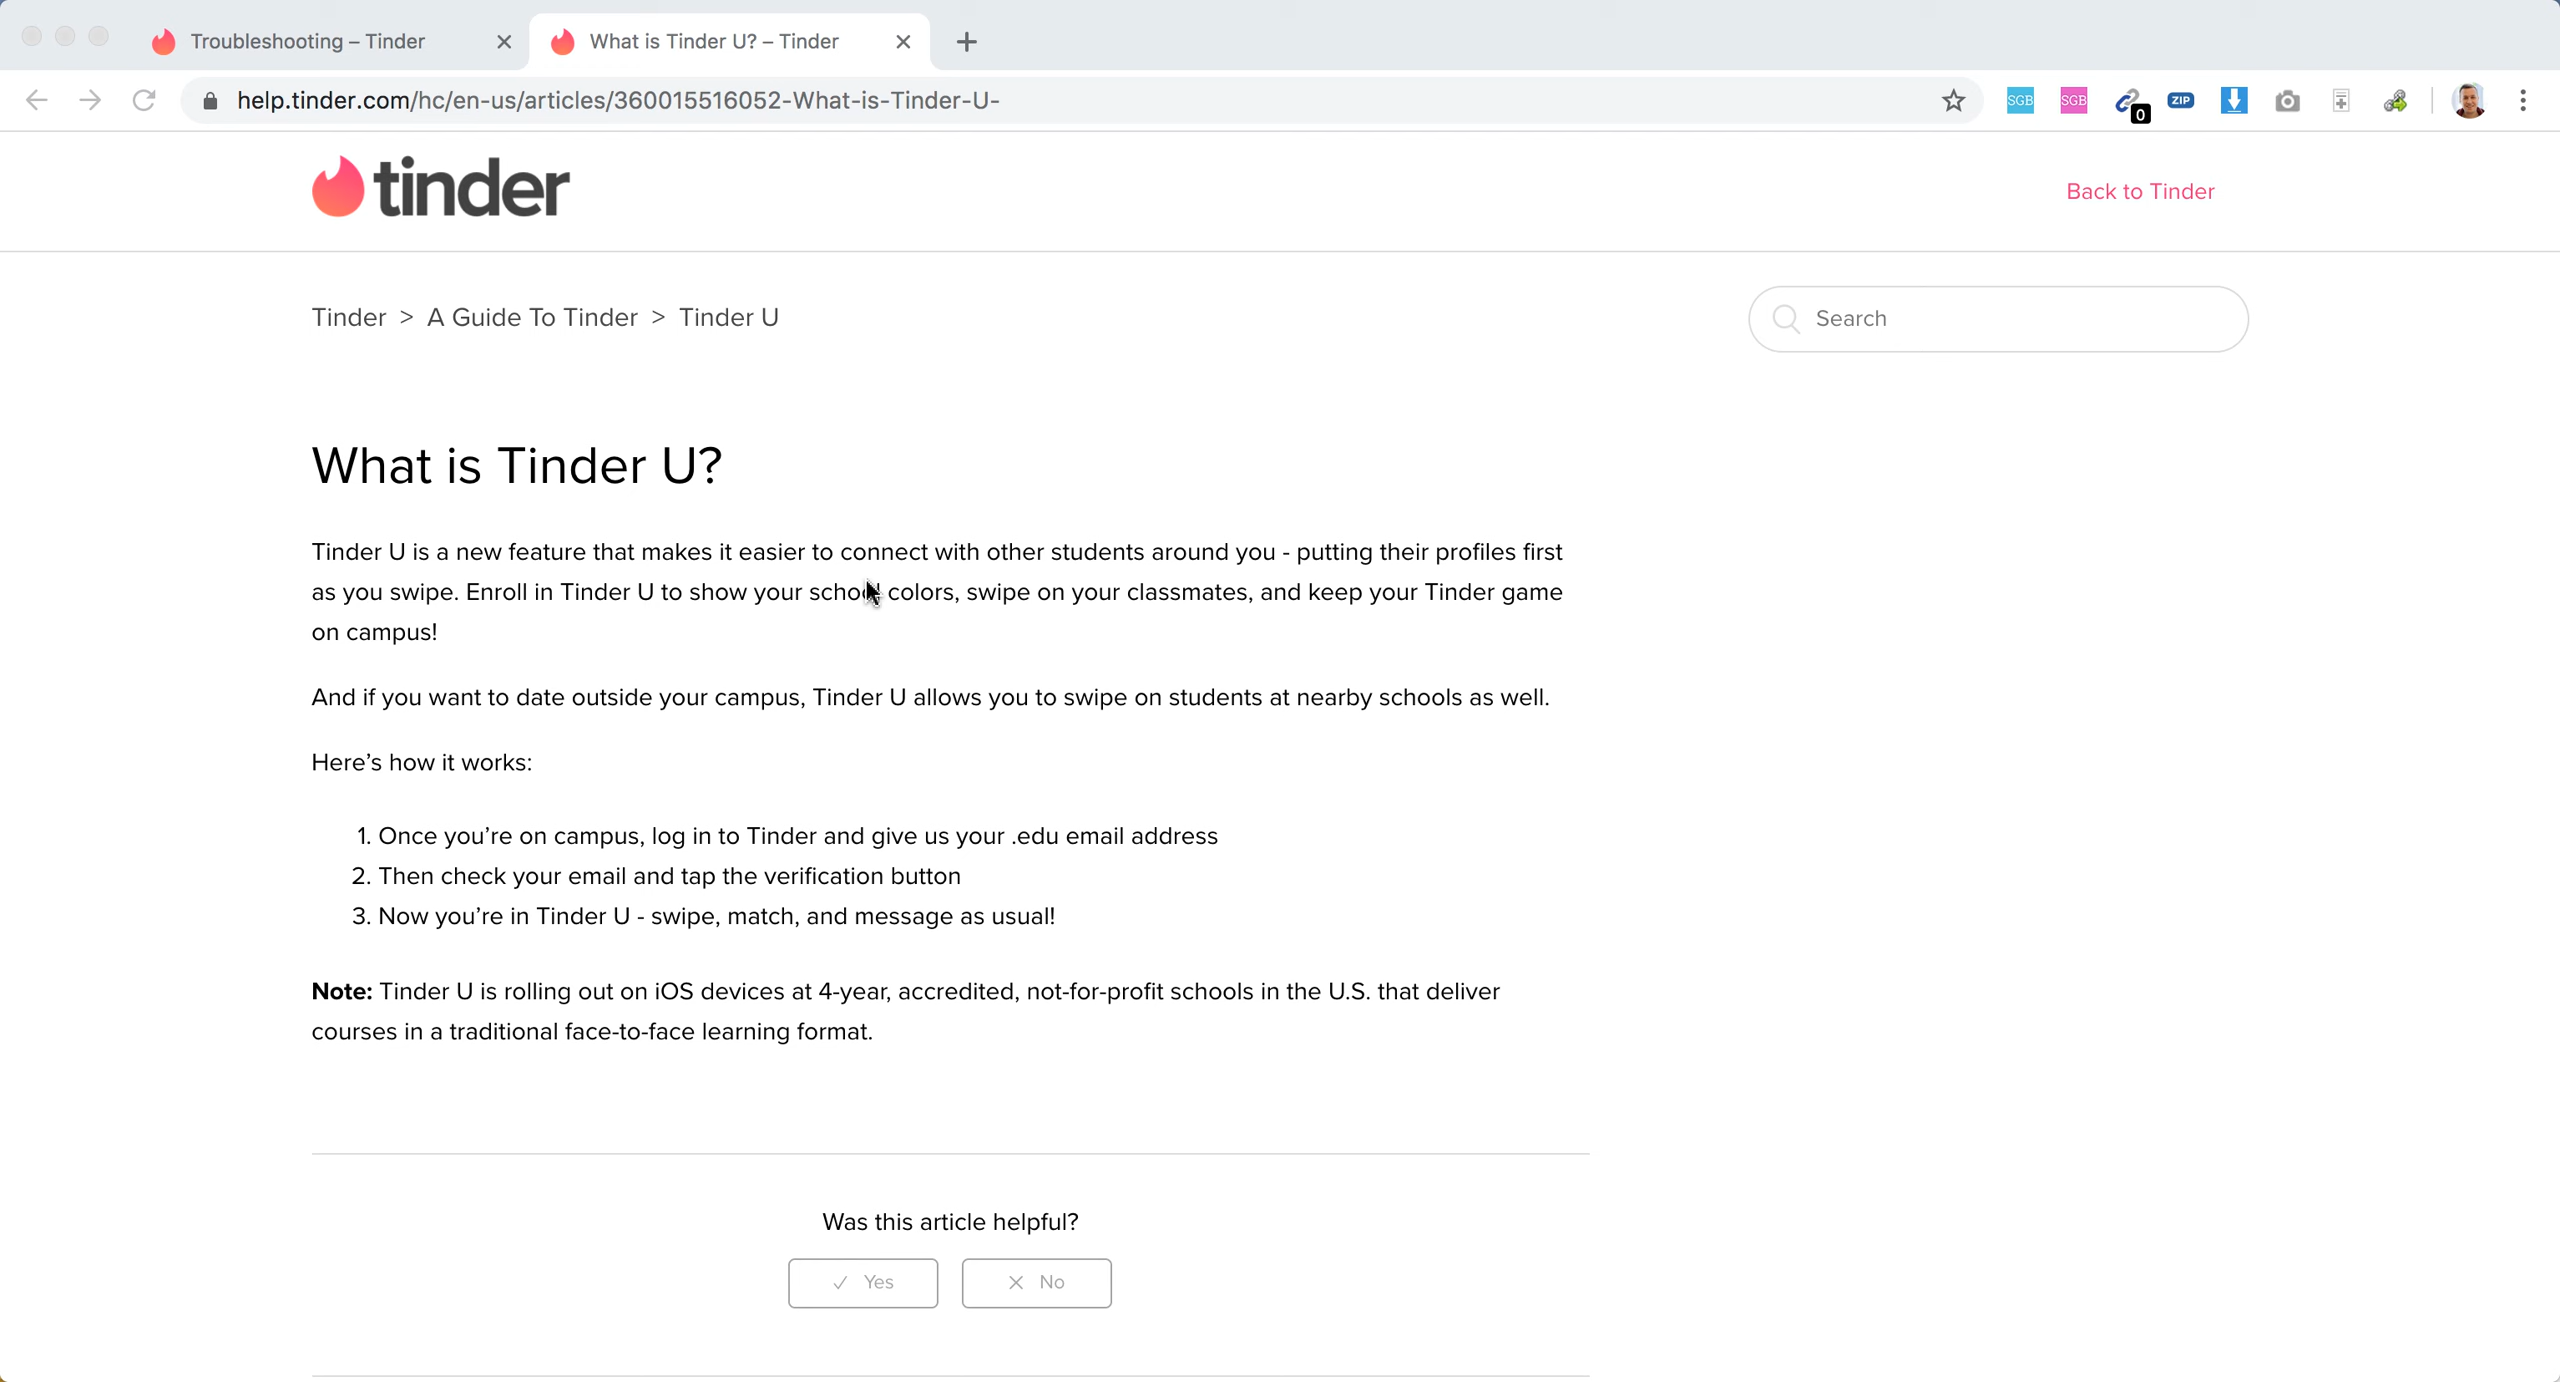 Troubleshooting – Tinder
What is Tinder U? – Tinder
help.tinder.com/hc/en-us/articles/360015516052-What-is-Tinder-U-
SGB
SGB
0
ZIP
tinder
Back to Tinder
Tinder > A Guide To Tinder > Tinder U
Search
What is Tinder U?
Tinder U is a new feature that makes it easier to connect with other students around you - putting their profiles first
as you swipe. Enroll in Tinder U to show your school colors, swipe on your classmates, and keep your Tinder game
on campus!
And if you want to date outside your campus, Tinder U allows you to swipe on students at nearby schools as well.
Here’s how it works:
1. Once you’re on campus, log in to Tinder and give us your .edu email address
2. Then check your email and tap the verification button
3. Now you’re in Tinder U - swipe, match, and message as usual!
Note: Tinder U is rolling out on iOS devices at 4-year, accredited, not-for-profit schools in the U.S. that deliver
courses in a traditional face-to-face learning format.
Was this article helpful?
Yes
No